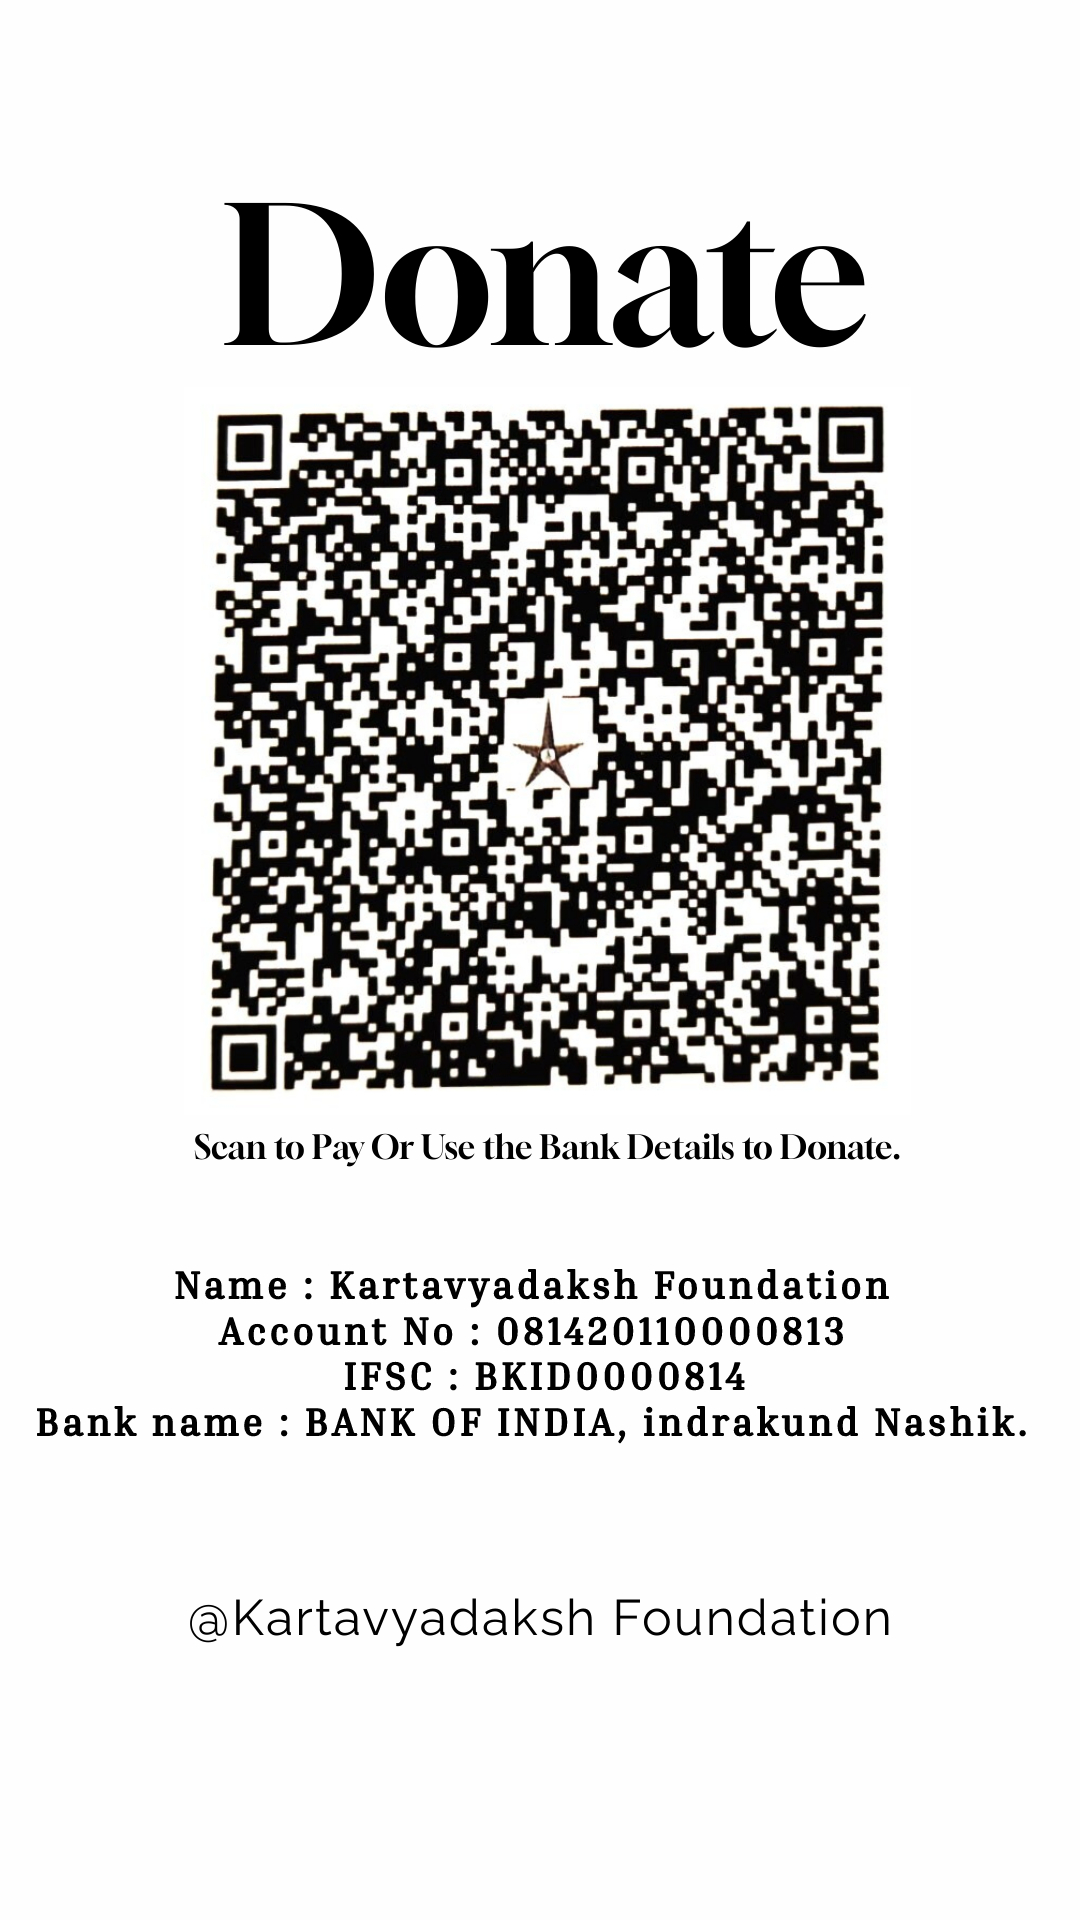 Donate
Scan to Pay Or Use the Bank Details to Donate.
Name : Kartavyadaksh Foundation
Account No : 081420110000813
IFSC : BKID0000814
Bank name : BANK OF INDIA, indrakund Nashik.
@Kartavyadaksh Foundation